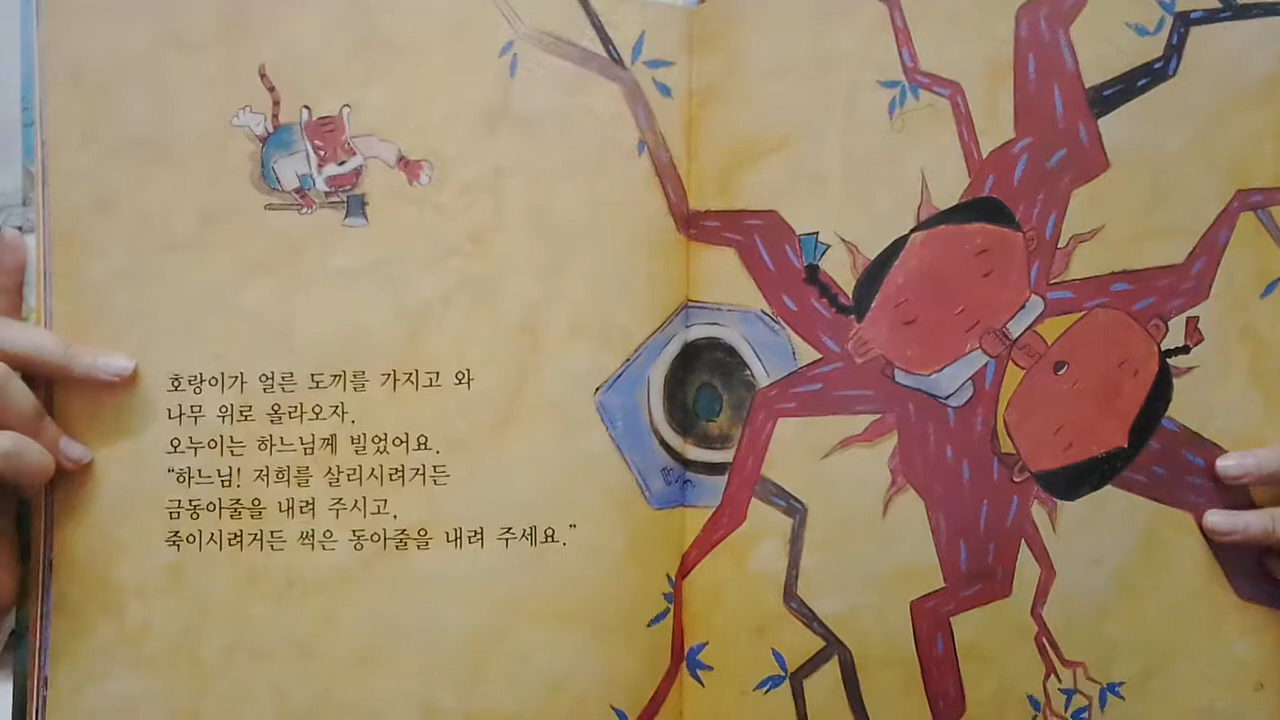 호랑이가 얼른 도끼를 가지고 와
나무 위로 올라오자,
오누이는 하느님께 빌었어요.
“하느님! 저희를 살리시려거든
금동아줄을 내려 주시고,
죽이시려거든 썩은 동아줄을 내려 주세요.”